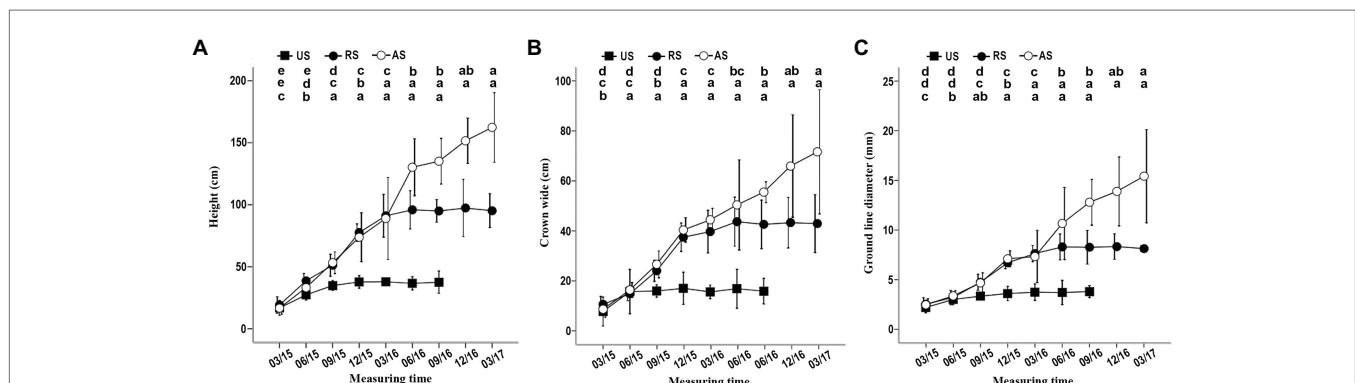 A
US RS AS
e e d c c b b ab a
e d c b a a a a a
c b a a a a a
200
150
100
50
0
Height (cm)
03/15 06/15 09/15 12/15 03/16 06/16 09/16 12/16 03/17
Measuring time
B
US RS AS
d d d c c bc b ab a
c c b a a a a a a
b a a a a a a
100
80
60
40
20
0
Crown wide (cm)
03/15 06/15 09/15 12/15 03/16 06/16 06/16 12/16 03/17
Measuring time
C
US RS AS
d d d c c b b ab a
d d c b a a a a a
c b ab a a a a
25
20
15
10
5
0
Ground line diameter (mm)
03/15 06/15 09/15 12/15 03/16 06/16 09/16 12/16 03/17
Measuring time